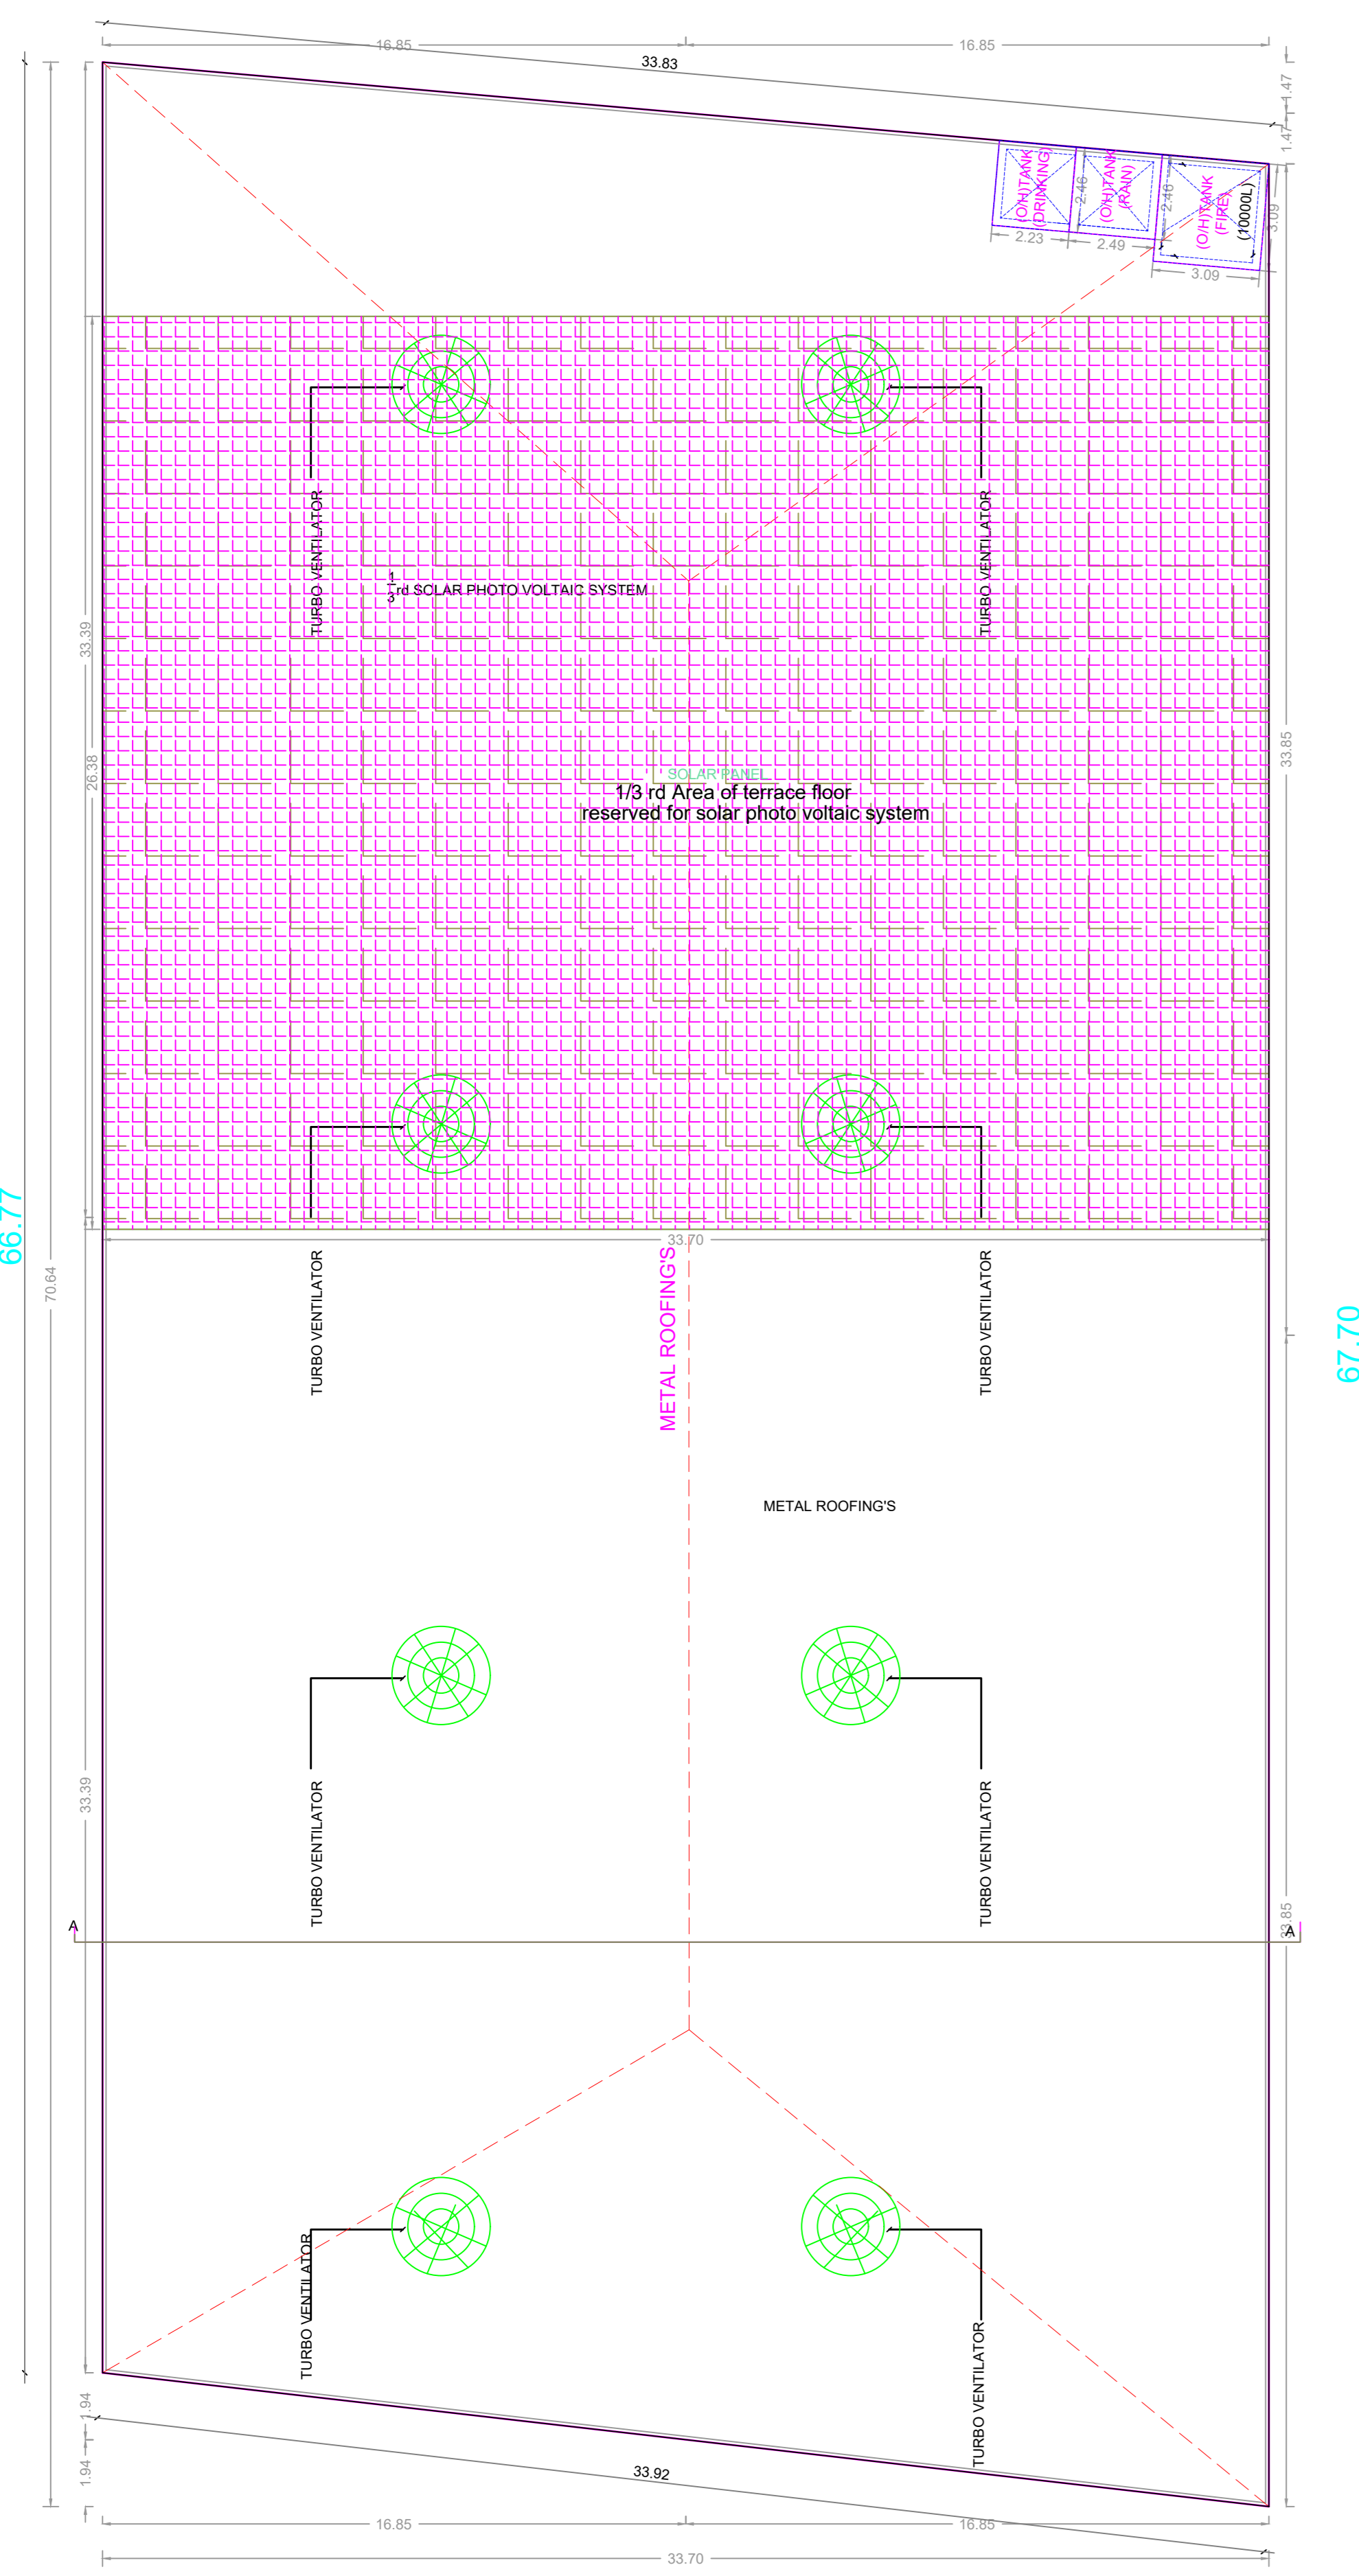 16.85
16.85
33.83
1.47
1.47
(O/H)TANK
(DRINKING)
2.46
(O/H)TANK
(RAIN)
2.46
(O/H)TANK
(FIRE)
(10000L)
3.09
2.23
2.49
3.09
TURBO VENTILATOR
TURBO VENTILATOR
1
3
rd SOLAR PHOTO VOLTAIC SYSTEM
33.39
26.38
33.85
SOLAR PANEL
1/3 rd Area of terrace floor
reserved for solar photo voltaic system
66.77
70.64
33.70
METAL ROOFING'S
TURBO VENTILATOR
TURBO VENTILATOR
67.70
METAL ROOFING'S
33.39
TURBO VENTILATOR
TURBO VENTILATOR
A
33.85
A
TURBO VENTILATOR
TURBO VENTILATOR
1.94
1.94
33.92
16.85
16.85
33.70